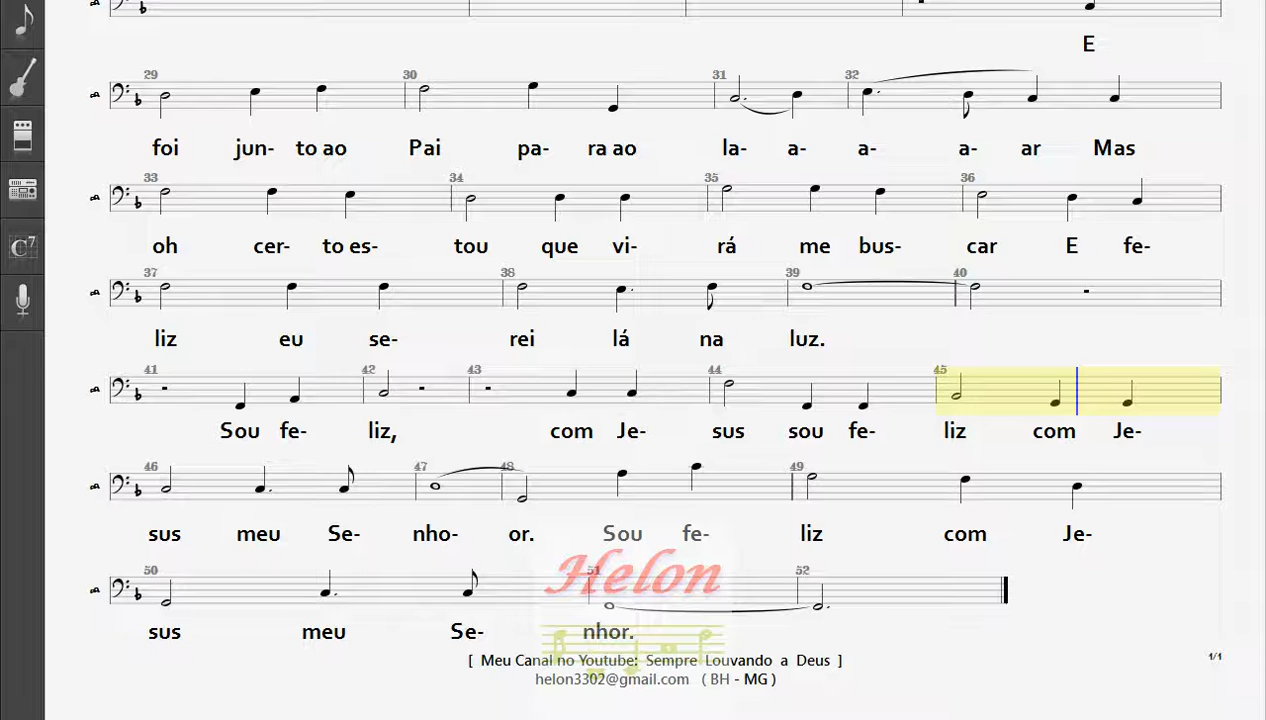 E
29 30 31 32
foi jun- to ao Pai pa- ra ao la- a- a- a- ar Mas
33 34 35 36
oh cer- to es- tou que vi- rá me bus- car E fe-
37 38 39 40
liz eu se- rei lá na luz.
41 42 43 44 45
Sou fe- liz, com Je- sus sou fe- liz com Je-
46 47 48 49
sus meu Se- nho- or. Sou fe- liz com Je-
50 51 52
sus meu Se- nhor.
Helon
[ Meu Canal no Youtube: Sempre Louvando a Deus ]
1/1
helon3302@gmail.com ( BH - MG )
C7